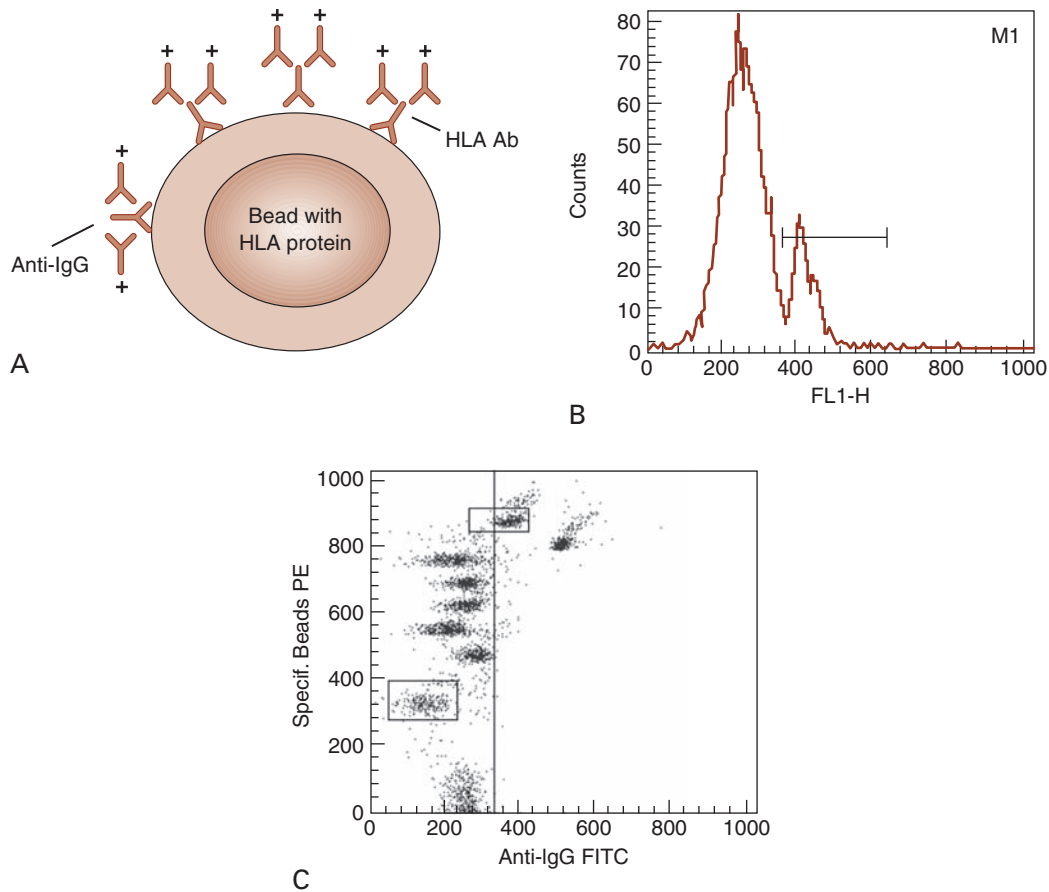 + +
+ + + +
HLA Ab
+
Anti-IgG
+
Bead with
HLA protein
A
M1
Counts
80
70
60
50
40
30
20
10
0
0 200 400 600 800 1000
FL1-H
B
Specif. Beads PE
1000
800
600
400
200
0
0 200 400 600 800 1000
Anti-IgG FITC
C